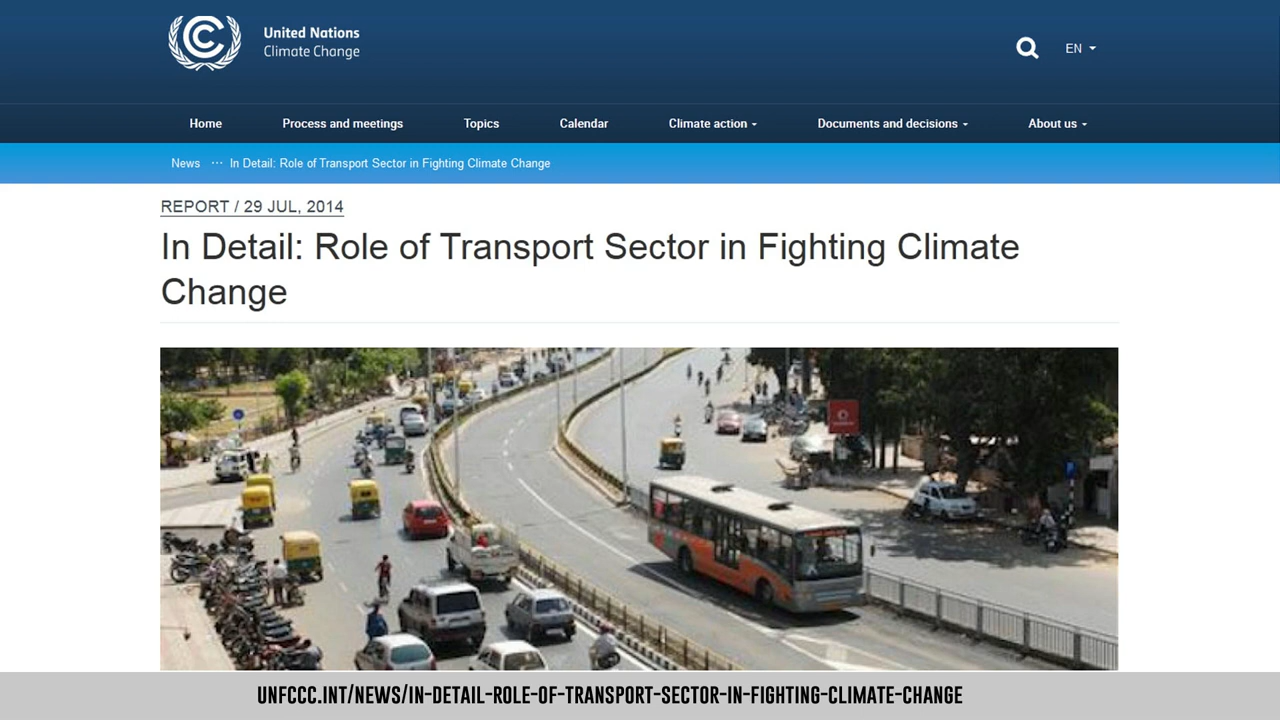 United Nations
Climate Change
EN
Home Process and meetings Topics Calendar Climate action Documents and decisions About us
News ... In Detail: Role of Transport Sector in Fighting Climate Change
REPORT / 29 JUL, 2014
In Detail: Role of Transport Sector in Fighting Climate
Change
UNFCCC.INT/NEWS/IN-DETAIL-ROLE-OF-TRANSPORT-SECTOR-IN-FIGHTING-CLIMATE-CHANGE